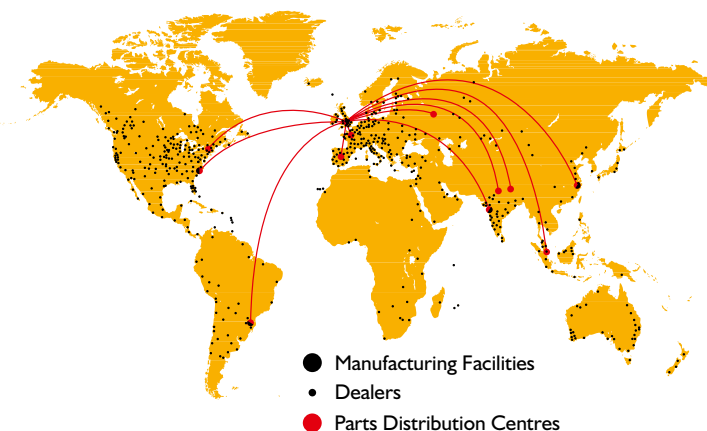 Manufacturing Facilities
Dealers
Parts Distribution Centres